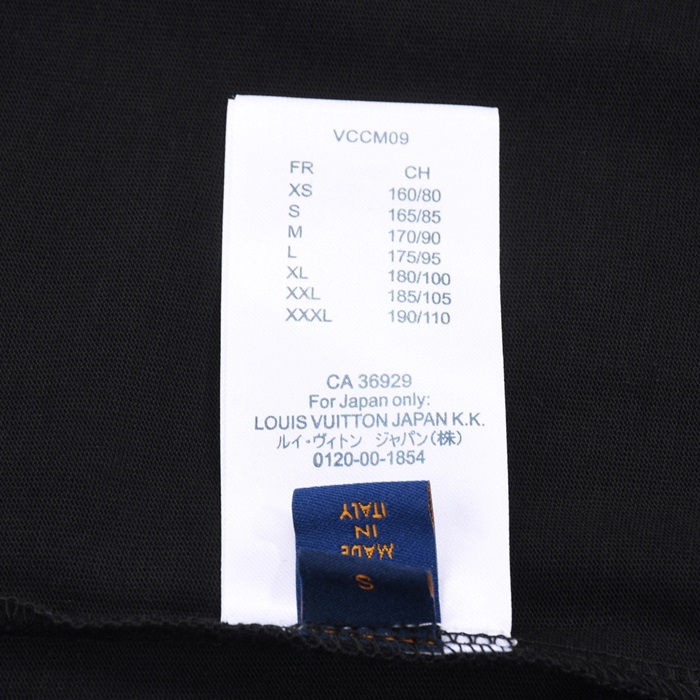 VCCM09
FR CH
XS 160/80
S 165/85
M 170/90
L 175/95
XL 180/100
XXL 185/105
XXXL 190/110
CA 36929
For Japan only:
LOUIS VUITTON JAPAN K.K.
ルイ・ヴィトン ジャパン(株)
0120-00-1854
MADE
IN
ITALY
S